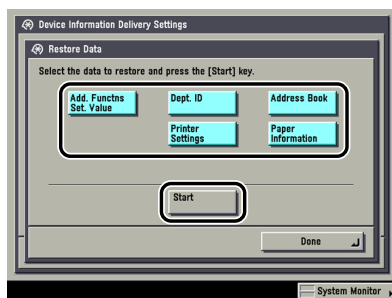 Device Information Delivery Settings
Restore Data
Select the data to restore and press the [Start] key.
Add. Functns
Set. Value
Dept. ID
Address Book
Printer
Settings
Paper
Information
Start
Done
System Monitor